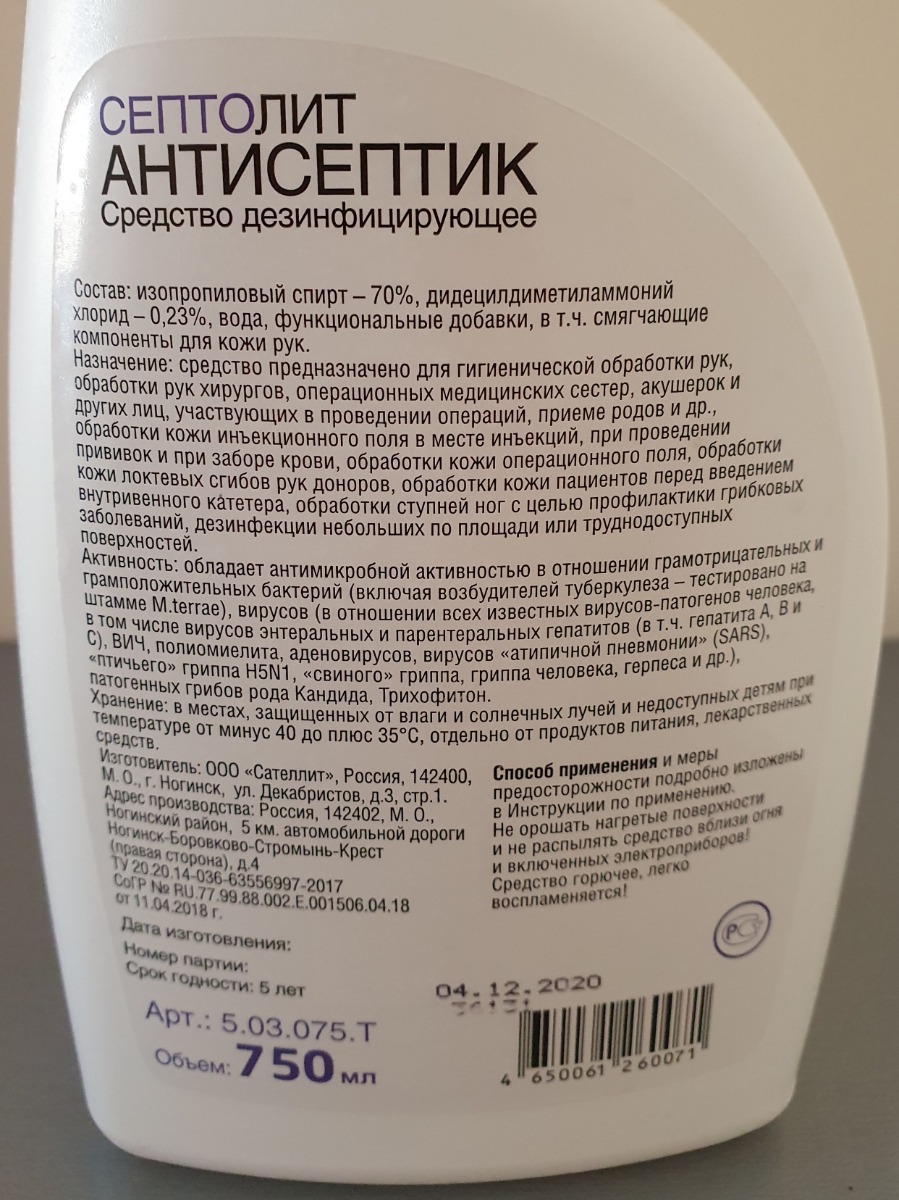 СЕПТОЛИТ
АНТИСЕПТИК
Средство дезинфицирующее
Состав: изопропиловый спирт – 70%, дидецилдиметиламмоний
хлорид – 0,23%, вода, функциональные добавки, в т.ч. смягчающие
компоненты для кожи рук.
Назначение: средство предназначено для гигиенической обработки рук,
обработки рук хирургов, операционных медицинских сестер, акушерок и
других лиц, участвующих в проведении операций, приеме родов и др.,
обработки кожи инъекционного поля в месте инъекций, при проведении
прививок и при заборе крови, обработки кожи операционного поля, обработки
кожи локтевых сгибов рук доноров, обработки кожи пациентов перед введением
внутривенного катетера, обработки ступней ног с целью профилактики грибковых
заболеваний, дезинфекции небольших по площади или труднодоступных
поверхностей.
Активность: обладает антимикробной активностью в отношении грамотрицательных и
грамположительных бактерий (включая возбудителей туберкулеза – тестировано на
штамме M.terrae), вирусов (в отношении всех известных вирусов-патогенов человека,
в том числе вирусов энтеральных и парентеральных гепатитов (в т.ч. гепатита А, В и
С), ВИЧ, полиомиелита, аденовирусов, вирусов «атипичной пневмонии» (SARS),
«птичьего» гриппа H5N1, «свиного» гриппа, гриппа человека, герпеса и др.),
патогенных грибов рода Кандида, Трихофитон.
Хранение: в местах, защищенных от влаги и солнечных лучей и недоступных детям при
температуре от минус 40 до плюс 35°С, отдельно от продуктов питания, лекарственных
средств.
Изготовитель: ООО «Сателлит», Россия, 142400,
М. О., г. Ногинск, ул. Декабристов, д.3, стр.1.
Адрес производства: Россия, 142402, М. О.,
Ногинский район, 5 км. автомобильной дороги
Ногинск-Боровково-Стромынь-Крест
(правая сторона), д.4
ТУ 20.20.14-036-63556997-2017
СоГР № RU.77.99.88.002.Е.001506.04.18
от 11.04.2018 г.
Способ применения и меры
предосторожности подробно изложены
в Инструкции по применению.
Не орошать нагретые поверхности
и не распылять средство вблизи огня
и включенных электроприборов!
Средство горючее, легко
воспламеняется!
РСТ
Дата изготовления:
Номер партии:
Срок годности: 5 лет
04.12.2020
Арт.: 5.03.075.Т
Объем: 750 мл
4 650061 260071